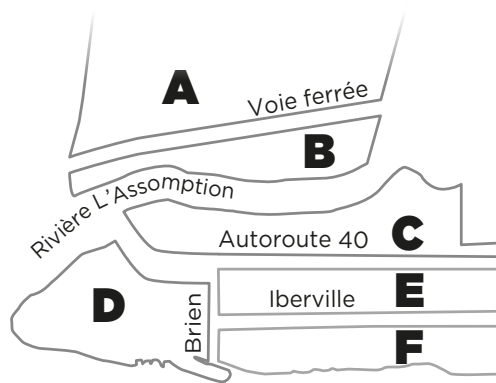 A
Voie ferrée
B
Rivière L'Assomption
Autoroute 40
C
D
Brien
Iberville
E
F